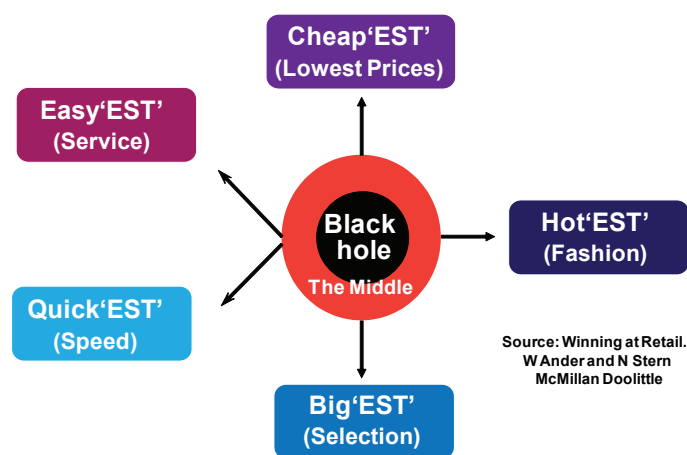 Cheap‘EST’
(Lowest Prices)
Easy‘EST’
(Service)
Black
hole
The Middle
Hot‘EST’
(Fashion)
Quick‘EST’
(Speed)
Big‘EST’
(Selection)
Source: Winning at Retail.
W Ander and N Stern
McMillan Doolittle